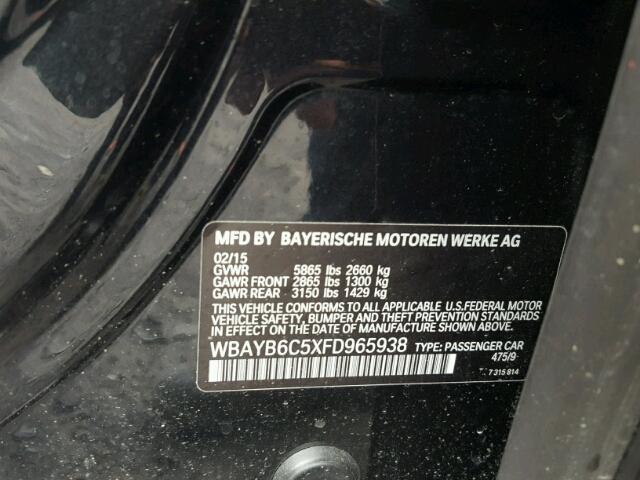 MFD BY BAYERISCHE MOTOREN WERKE AG
02/15
GVWR 5865 lbs 2660 kg
GAWR FRONT 2865 lbs 1300 kg
GAWR REAR 3150 lbs 1429 kg
THIS VEHICLE CONFORMS TO ALL APPLICABLE U.S.FEDERAL MOTOR
VEHICLE SAFETY, BUMPER AND THEFT PREVENTION STANDARDS
IN EFFECT ON THE DATE OF MANUFACTURE SHOWN ABOVE.
WBAYB6C5XFD965938 TYPE: PASSENGER CAR
475/9
7 315 814